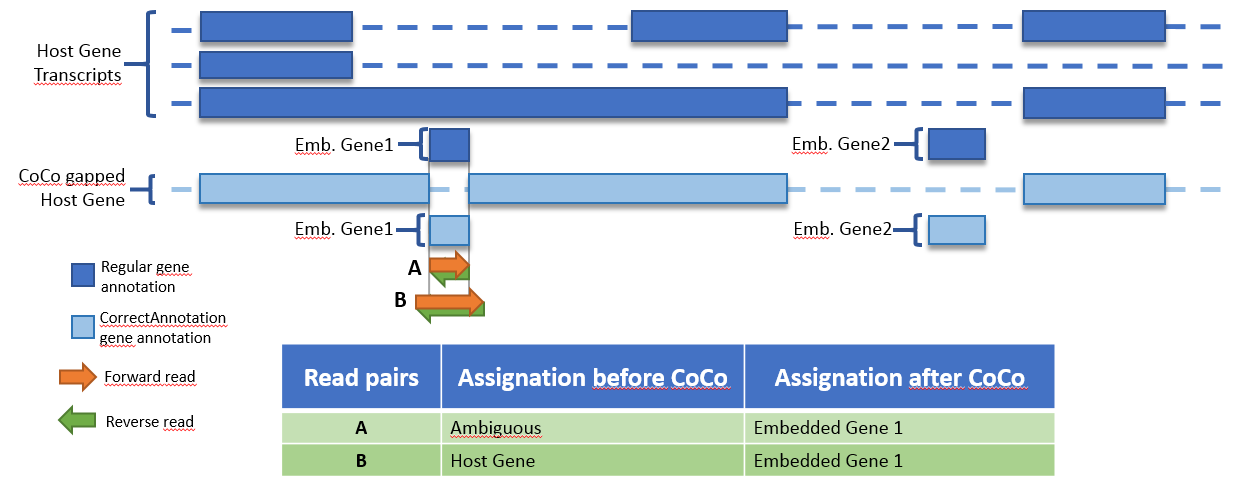 Host Gene
Transcripts
Emb. Gene1
Emb. Gene2
CoCo gapped
Host Gene
Emb. Gene1
Emb. Gene2
A
B
Regular gene
annotation
CorrectAnnotation
gene annotation
Forward read
Reverse read
Read pairs Assignation before CoCo Assignation after CoCo
A Ambiguous Embedded Gene 1
B Host Gene Embedded Gene 1